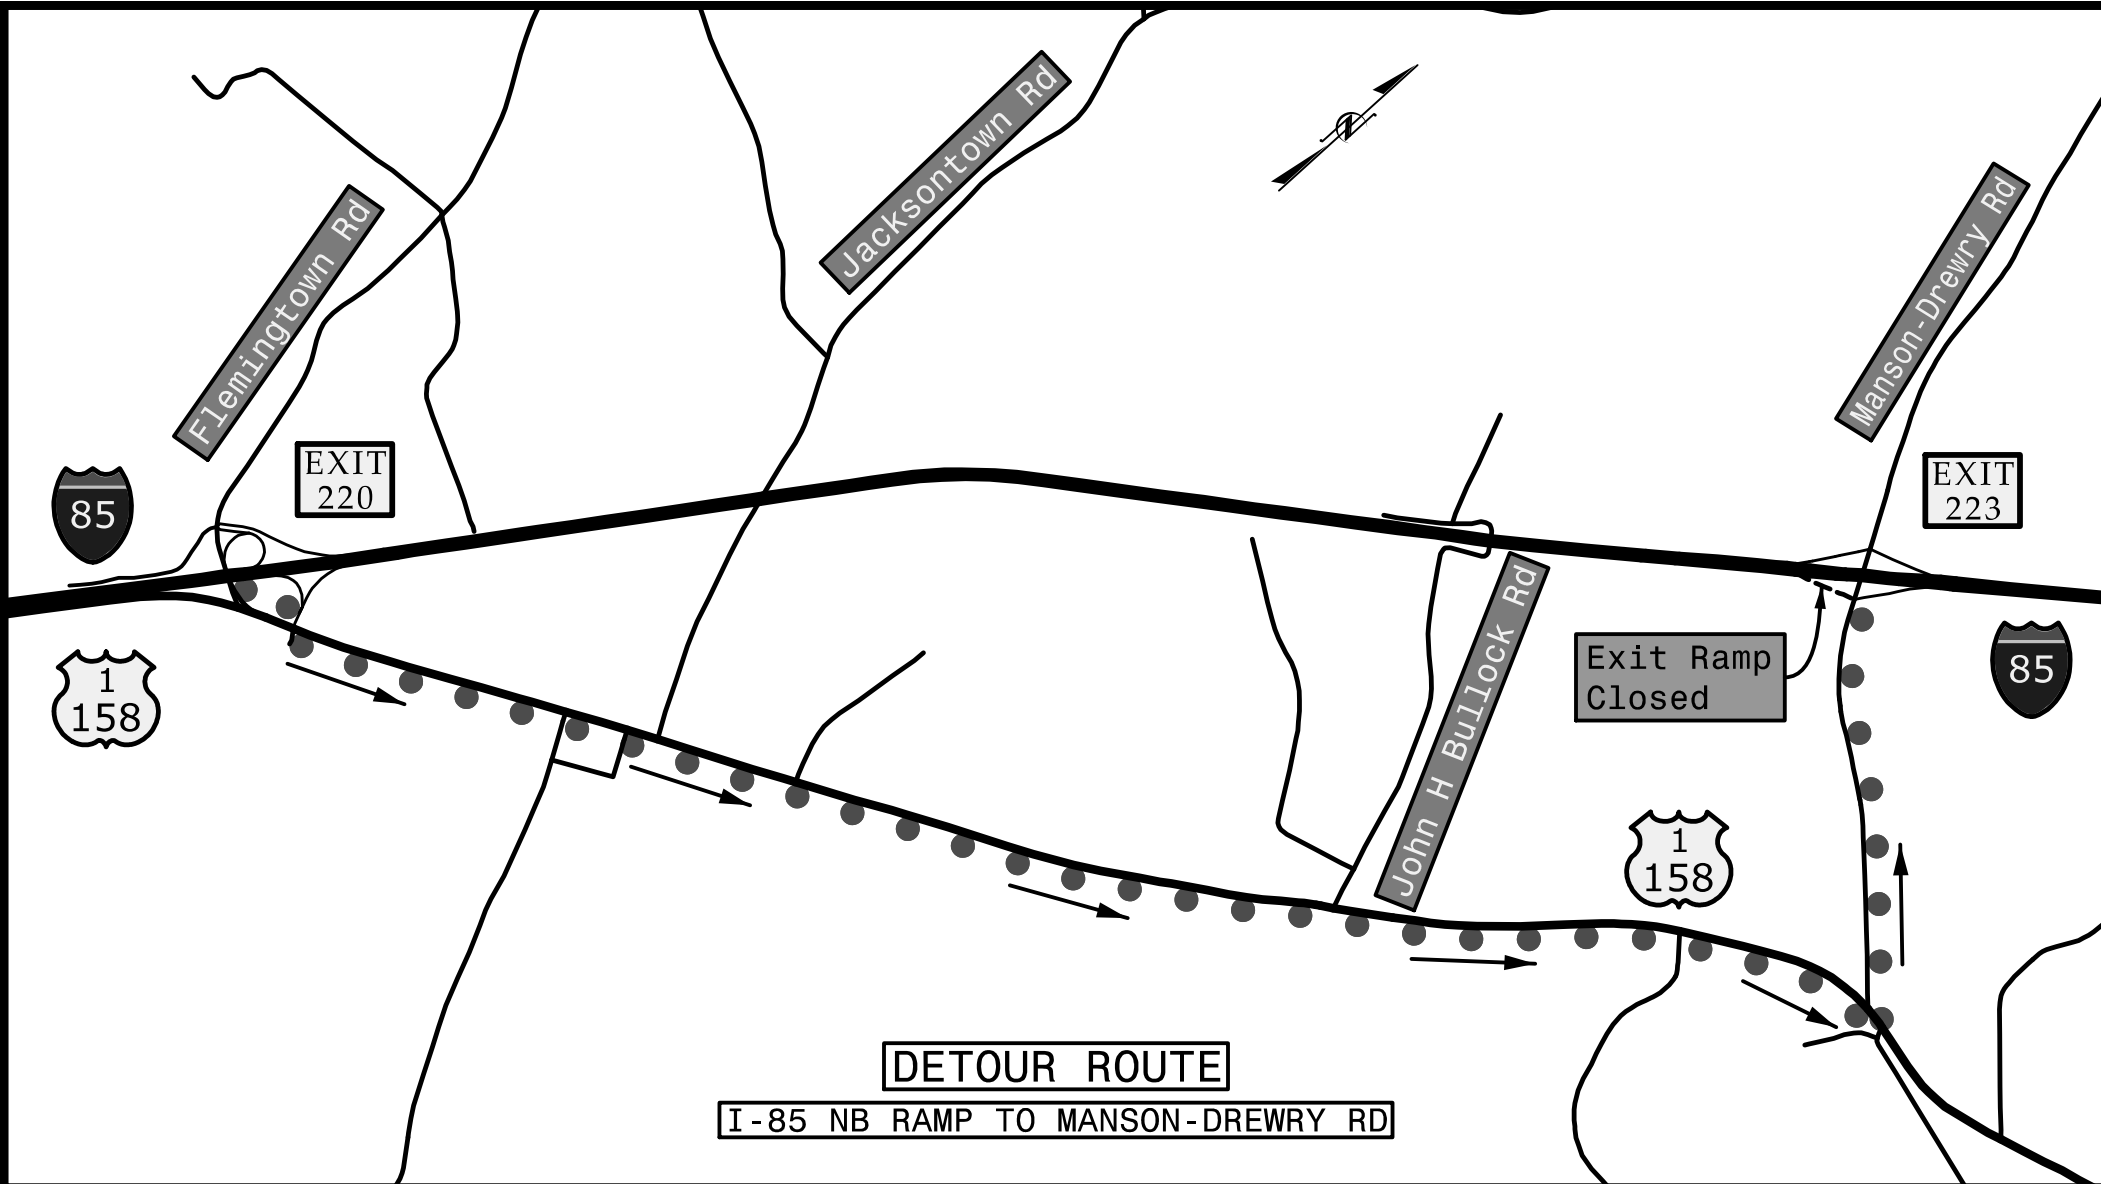 Jacksontown Rd
N
Flemingtown Rd
Manson-Drewry Rd
EXIT
220
EXIT
223
85
John H Bullock Rd
Exit Ramp
Closed
85
1
158
1
158
DETOUR ROUTE
I-85 NB RAMP TO MANSON-DREWRY RD